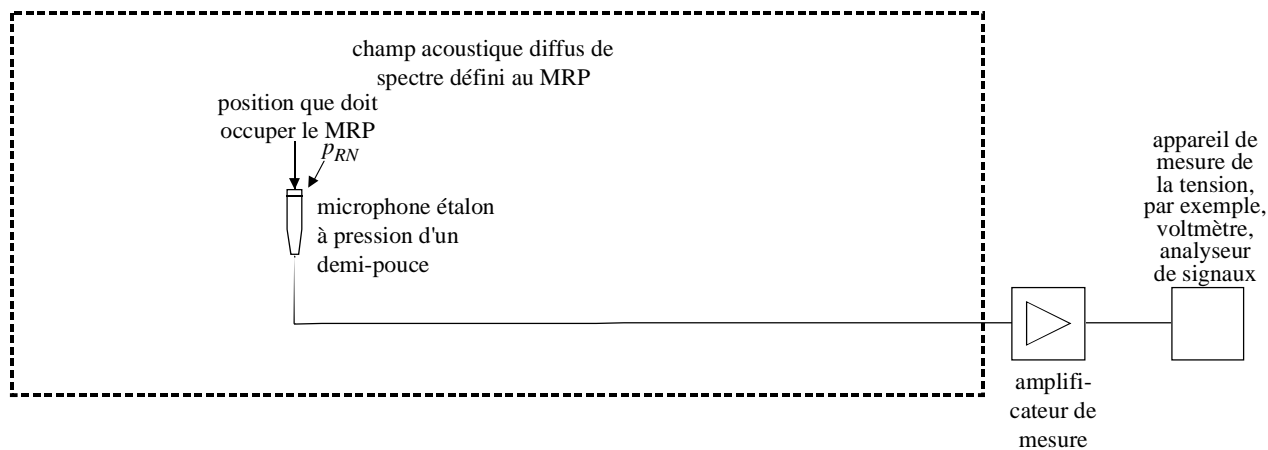 champ acoustique diffus de
spectre défini au MRP
position que doit
occuper le MRP
pRN
microphone étalon
à pression d'un
demi-pouce
appareil de
mesure de
la tension,
par exemple,
voltmètre,
analyseur
de signaux
amplifi-
cateur de
mesure